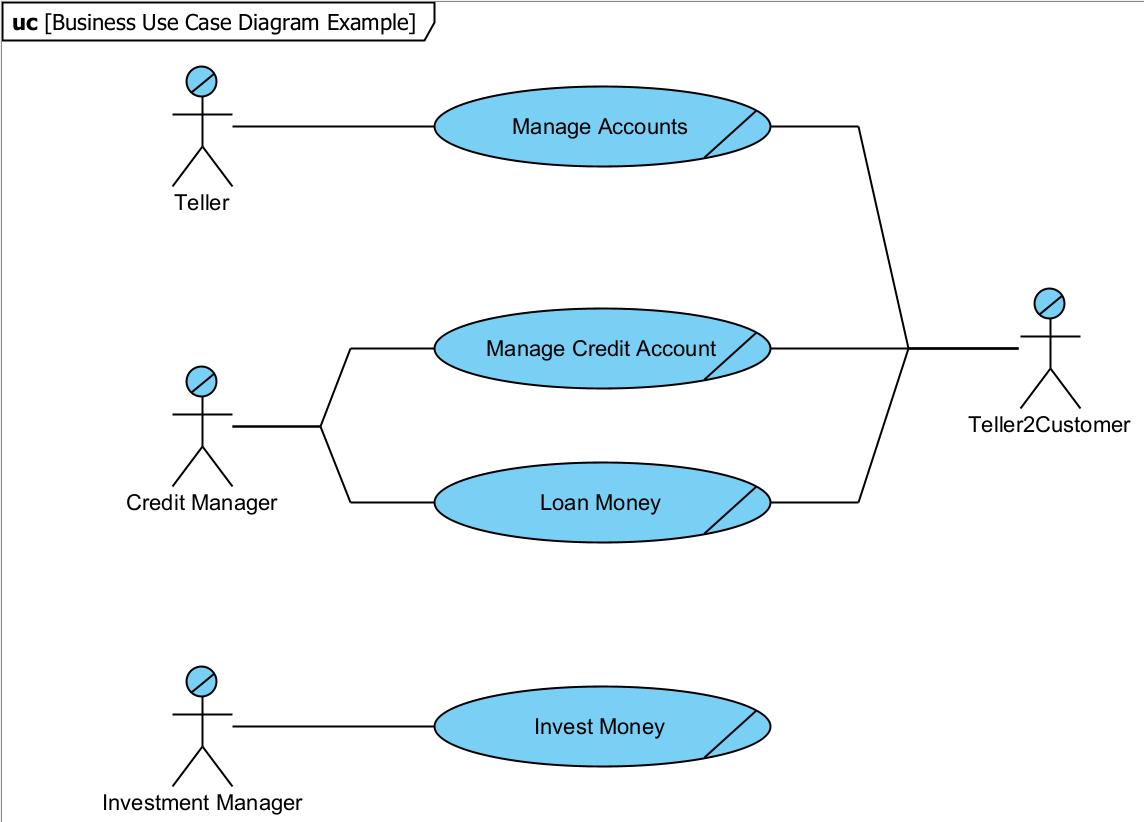 uc [Business Use Case Diagram Example]
Manage Accounts
Teller
Manage Credit Account
Teller2Customer
Credit Manager
Loan Money
Invest Money
Investment Manager